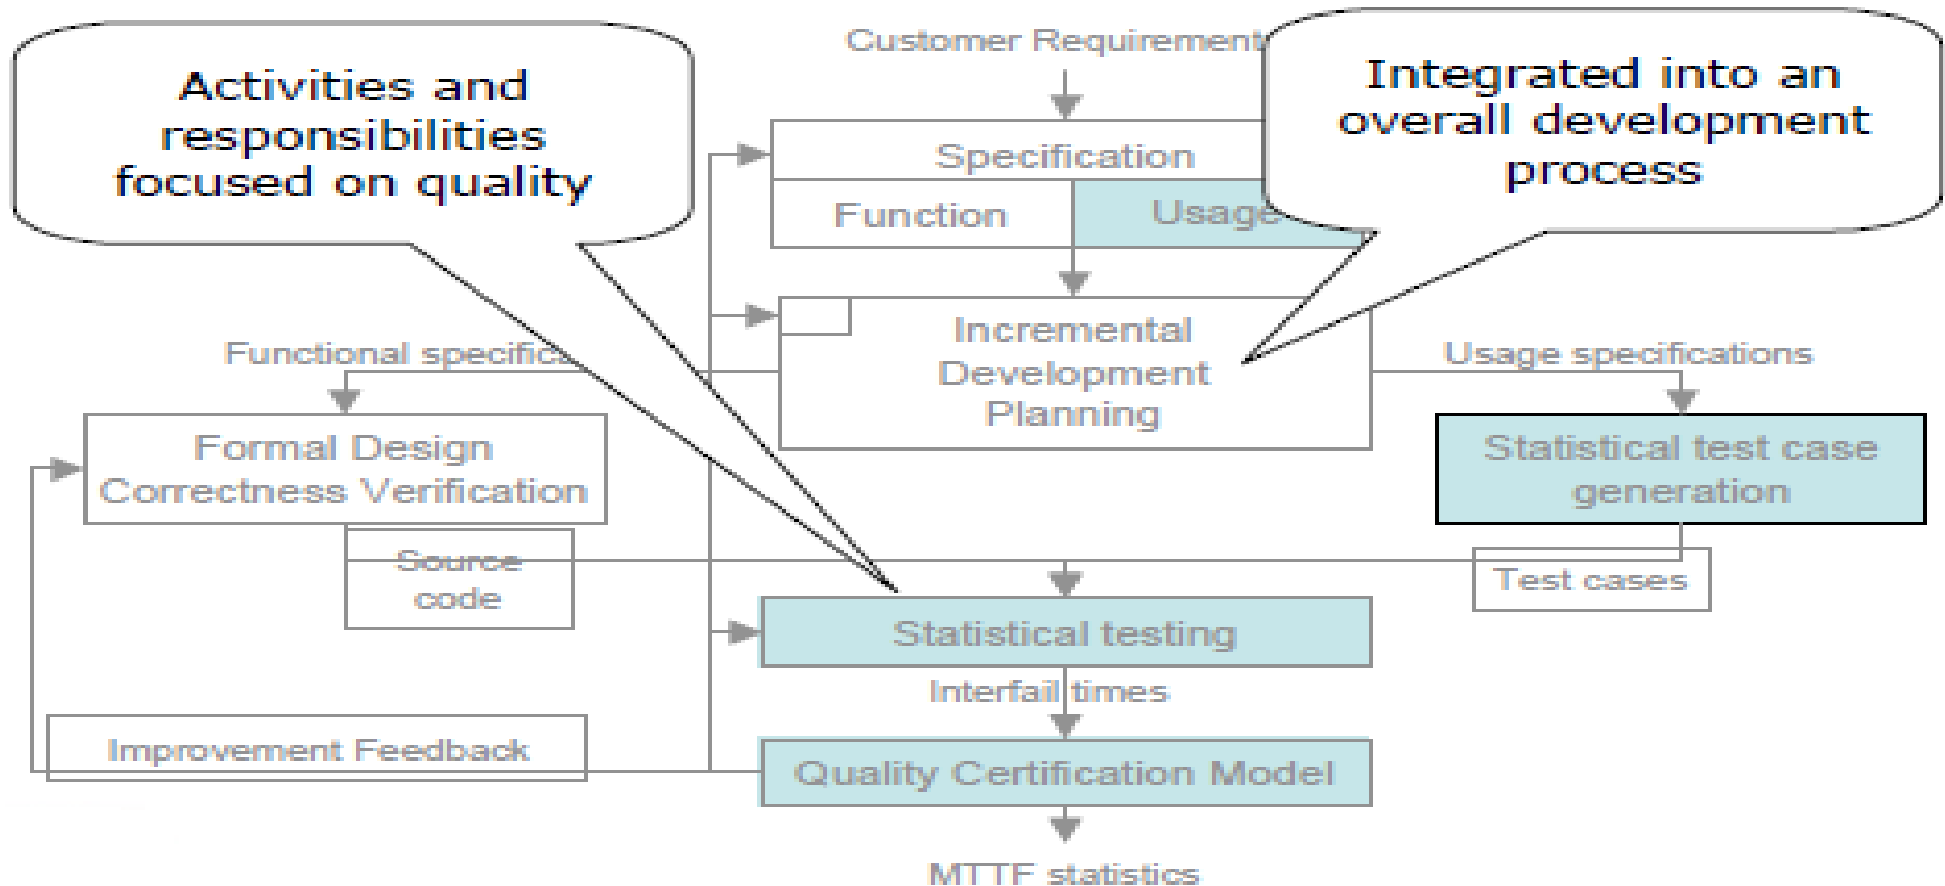 Activities and
responsibilities
focused on quality
Customer Requirement
Integrated into an
overall development
process
Specification
Function
Usage
Incremental
Development
Planning
Functional specific
Usage specifications
Formal Design
Correctness Verification
Statistical test case
generation
Source
code
Test cases
Statistical testing
Interfail times
Improvement Feedback
Quality Certification Model
MTTF statistics